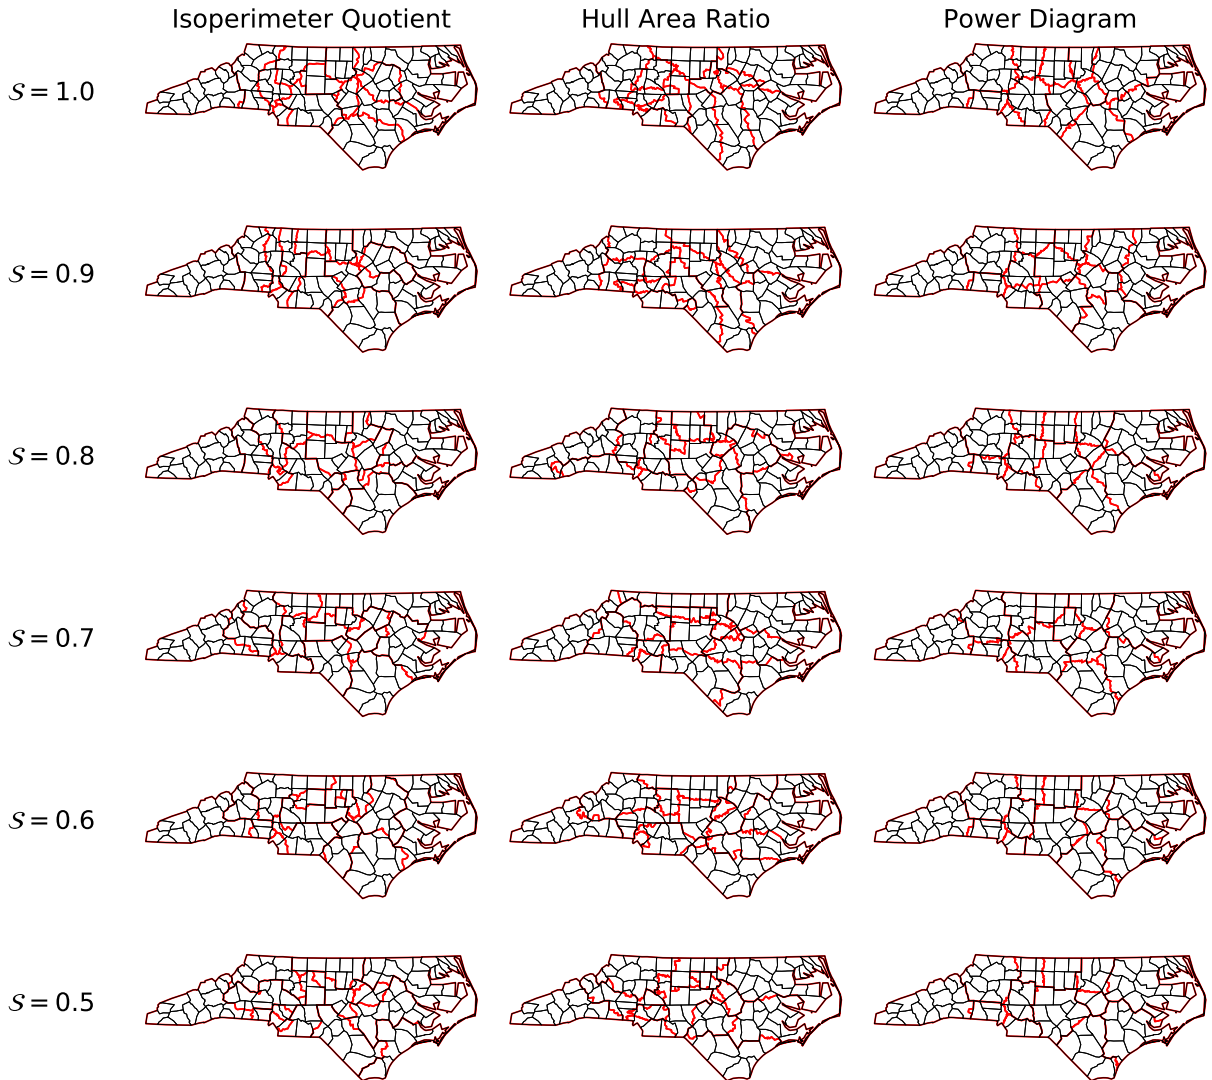 Isoperimeter Quotient Hull Area Ratio Power Diagram
𝒮 = 1.0
𝒮 = 0.9
𝒮 = 0.8
𝒮 = 0.7
𝒮 = 0.6
𝒮 = 0.5